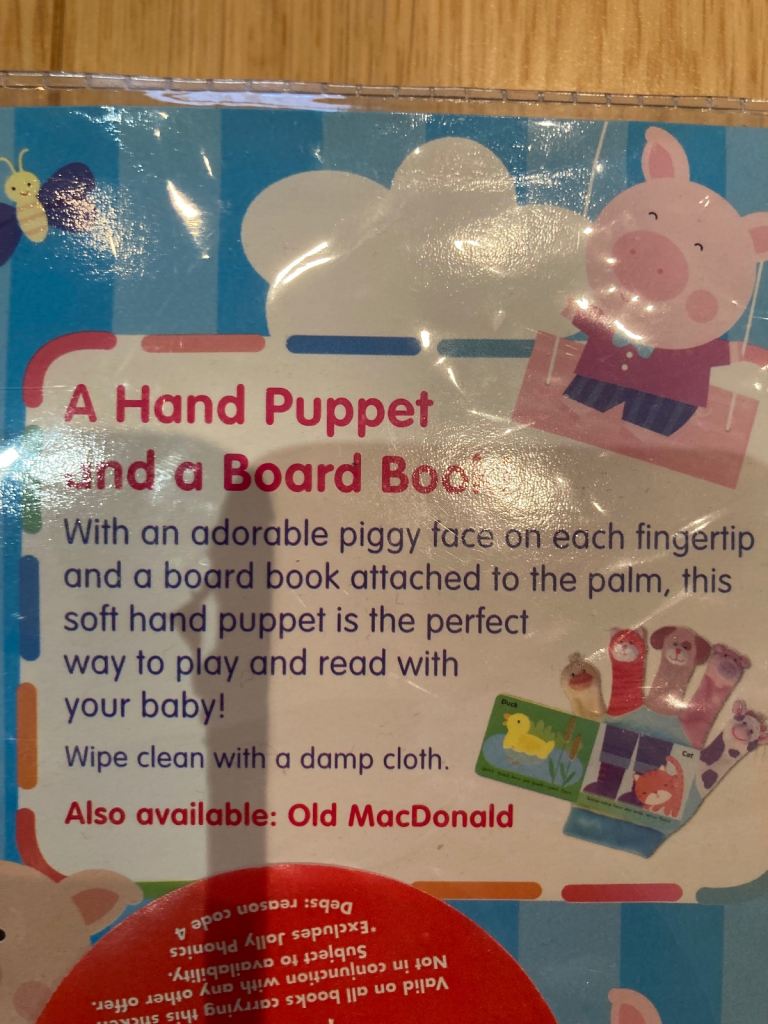 A Hand Puppet
and a Board Book
With an adorable piggy face on each fingertip
and a board book attached to the palm, this
soft hand puppet is the perfect
way to play and read with
your baby!
Wipe clean with a damp cloth.
Also available: Old MacDonald
Duck
Cat
Valid on all books carrying this sticker
Not in conjunction with any other offer.
Subject to availability.
*Excludes Jolly Phonics
Debs: reason code A